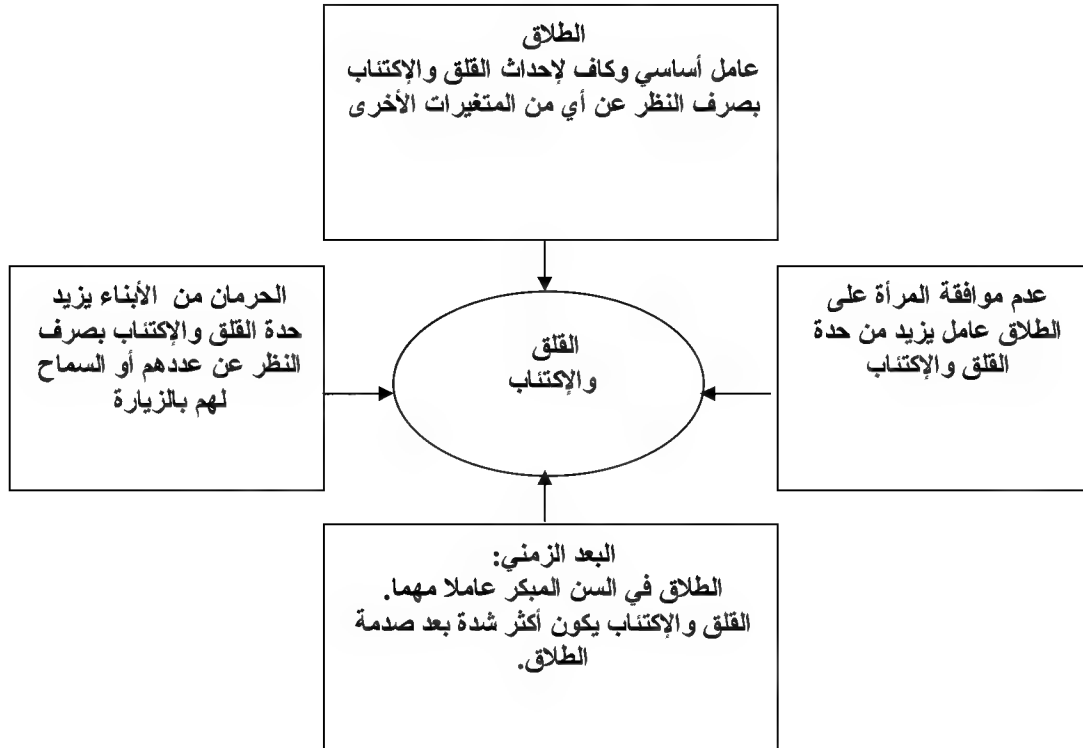 الطلاق
عامل أساسي وكاف لإحداث القلق والإكتئاب
بصرف النظر عن أي من المتغيرات الأخرى
عدم موافقة المرأة على
الطلاق عامل يزيد من حدة
القلق والإكتئاب
القلق
والإكتئاب
الحرمان من الأبناء يزيد
حدة القلق والإكتئاب بصرف
النظر عن عددهم أو السماح
لهم بالزيارة
البعد الزمني:
الطلاق في السن المبكر عاملا مهما.
القلق والإكتئاب يكون أكثر شدة بعد صدمة
الطلاق.